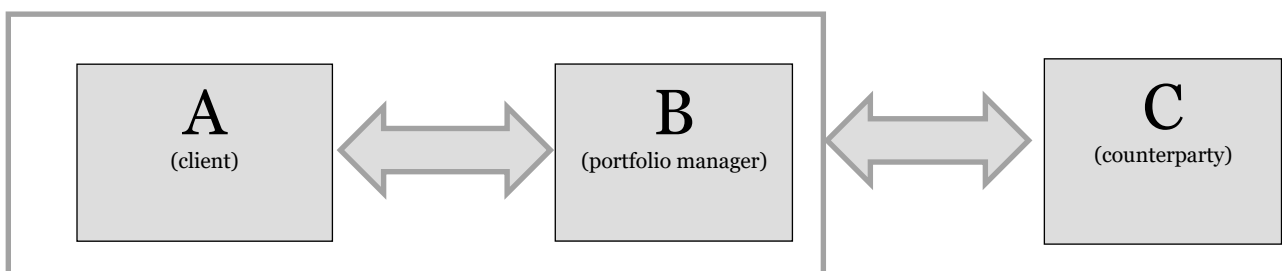 A
(client)
B
(portfolio manager)
C
(counterparty)